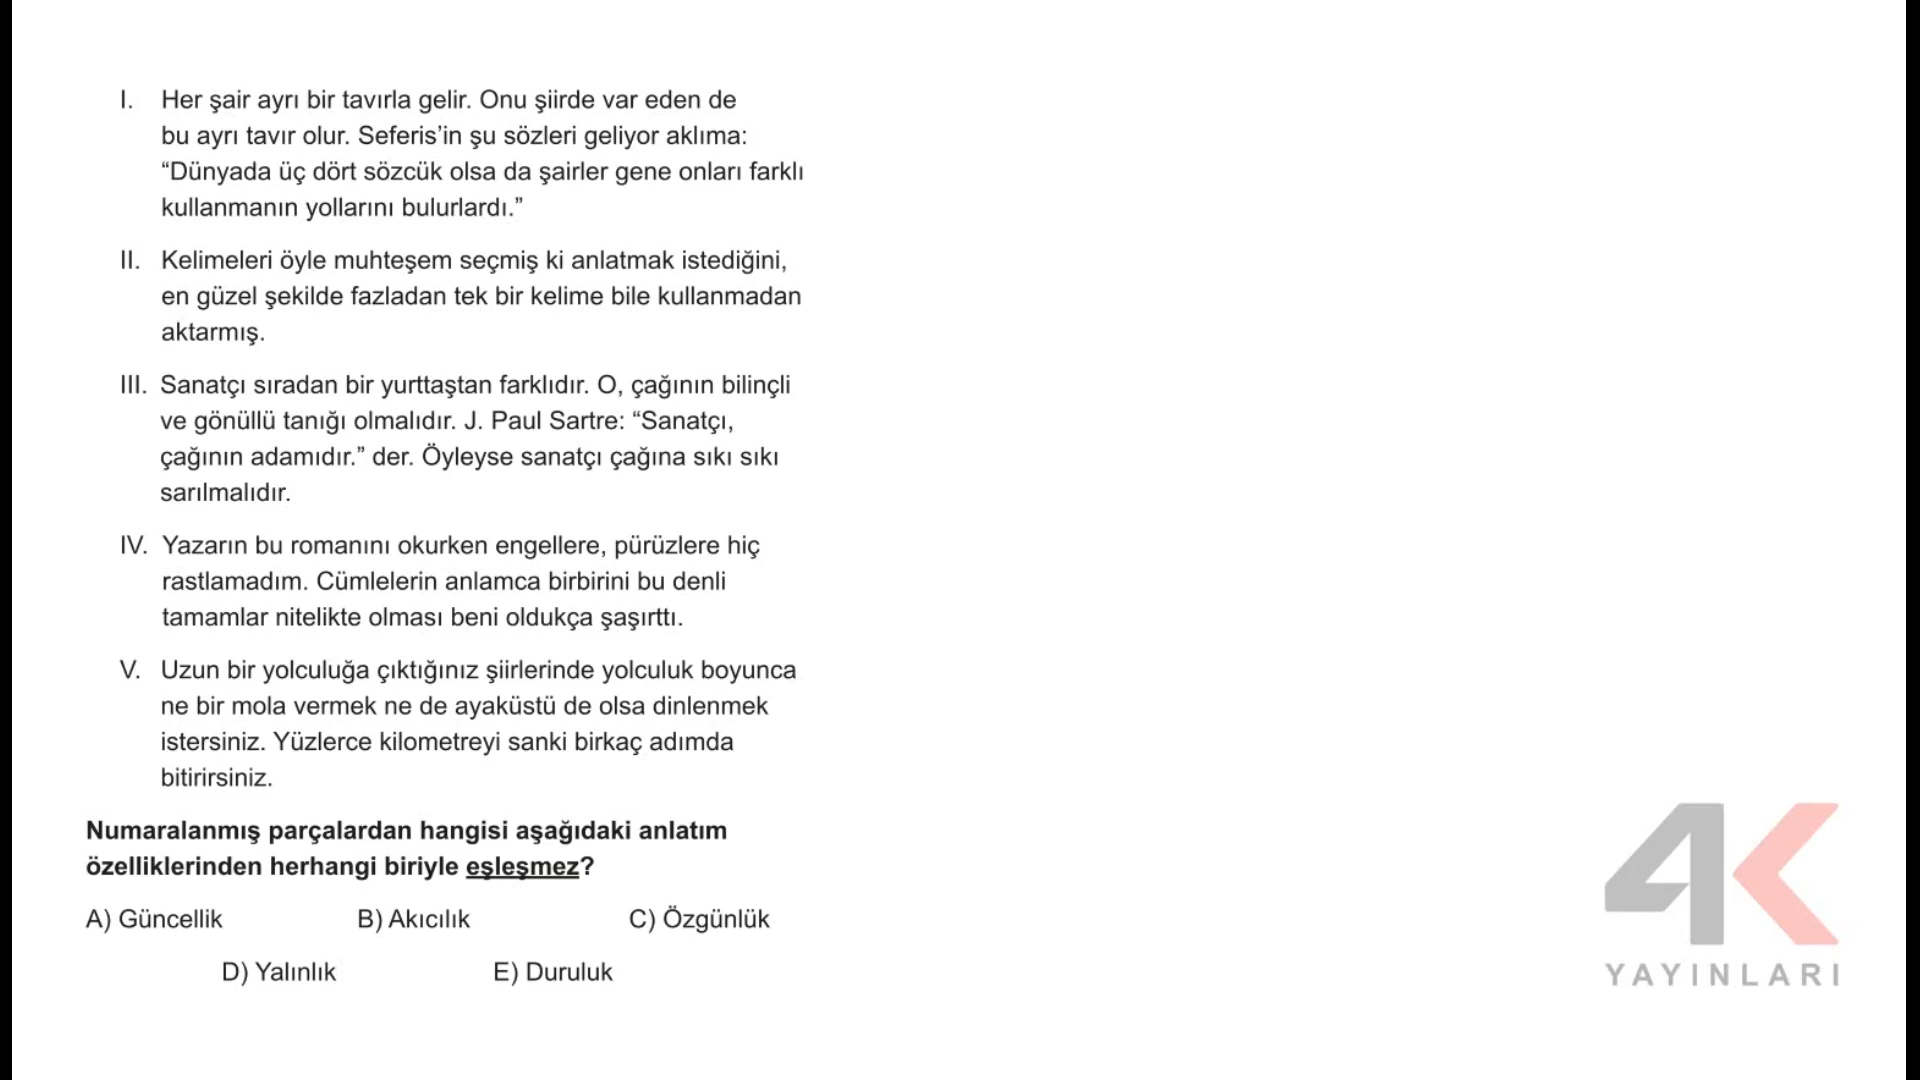 I. Her şair ayrı bir tavırla gelir. Onu şiirde var eden de
bu ayrı tavır olur. Seferis’in şu sözleri geliyor aklıma:
“Dünyada üç dört sözcük olsa da şairler gene onları farklı
kullanmanın yollarını bulurlardı.”
II. Kelimeleri öyle muhteşem seçmiş ki anlatmak istediğini,
en güzel şekilde fazladan tek bir kelime bile kullanmadan
aktarmış.
III. Sanatçı sıradan bir yurttaştan farklıdır. O, çağının bilinçli
ve gönüllü tanığı olmalıdır. J. Paul Sartre: “Sanatçı,
çağının adamıdır.” der. Öyleyse sanatçı çağına sıkı sıkı
sarılmalıdır.
IV. Yazarın bu romanını okurken engellere, pürüzlere hiç
rastlamadım. Cümlelerin anlamca birbirini bu denli
tamamlar nitelikte olması beni oldukça şaşırttı.
V. Uzun bir yolculuğa çıktığınız şiirlerinde yolculuk boyunca
ne bir mola vermek ne de ayaküstü de olsa dinlenmek
istersiniz. Yüzlerce kilometreyi sanki birkaç adımda
bitirirsiniz.
Numaralanmış parçalardan hangisi aşağıdaki anlatım
özelliklerinden herhangi biriyle eşleşmez?
A) Güncellik B) Akıcılık C) Özgünlük
D) Yalınlık E) Duruluk
4K
YAYINLARI